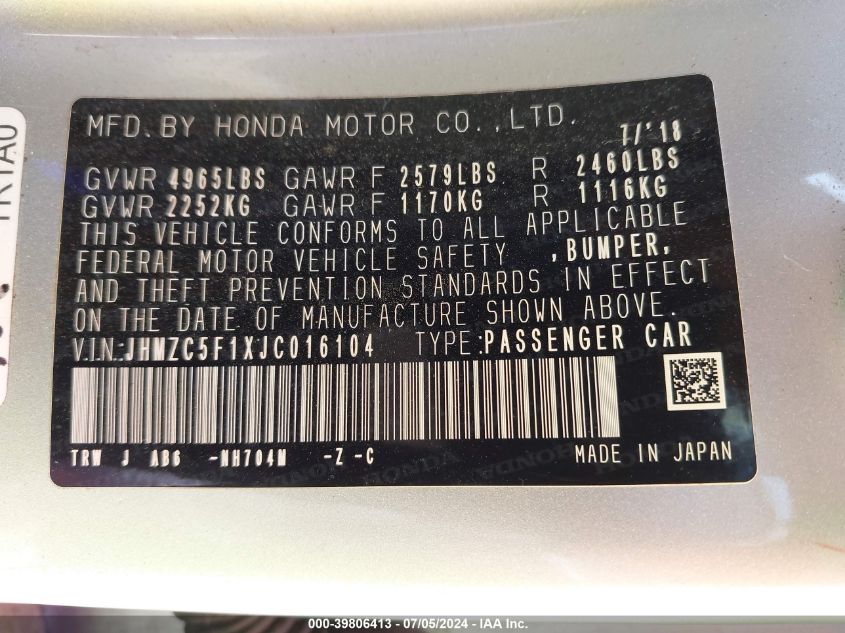 MFD.BY HONDA MOTOR CO.,LTD. 7/'18
GVWR 4965LBS GAWR F 2579LBS R 2460LBS
GVWR 2252KG GAWR F 1170KG R 1116KG
THIS VEHICLE CONFORMS TO ALL APPLICABLE
FEDERAL MOTOR VEHICLE SAFETY ,BUMPER,
AND THEFT PREVENTION STANDARDS IN EFFECT
ON THE DATE OF MANUFACTURE SHOWN ABOVE.
V.I.N:JHMZC5F1XJC016104 TYPE:PASSENGER CAR
TRW J AB6 -NH704M -Z -C MADE IN JAPAN
000-39806413 - 07/05/2024 - IAA Inc.